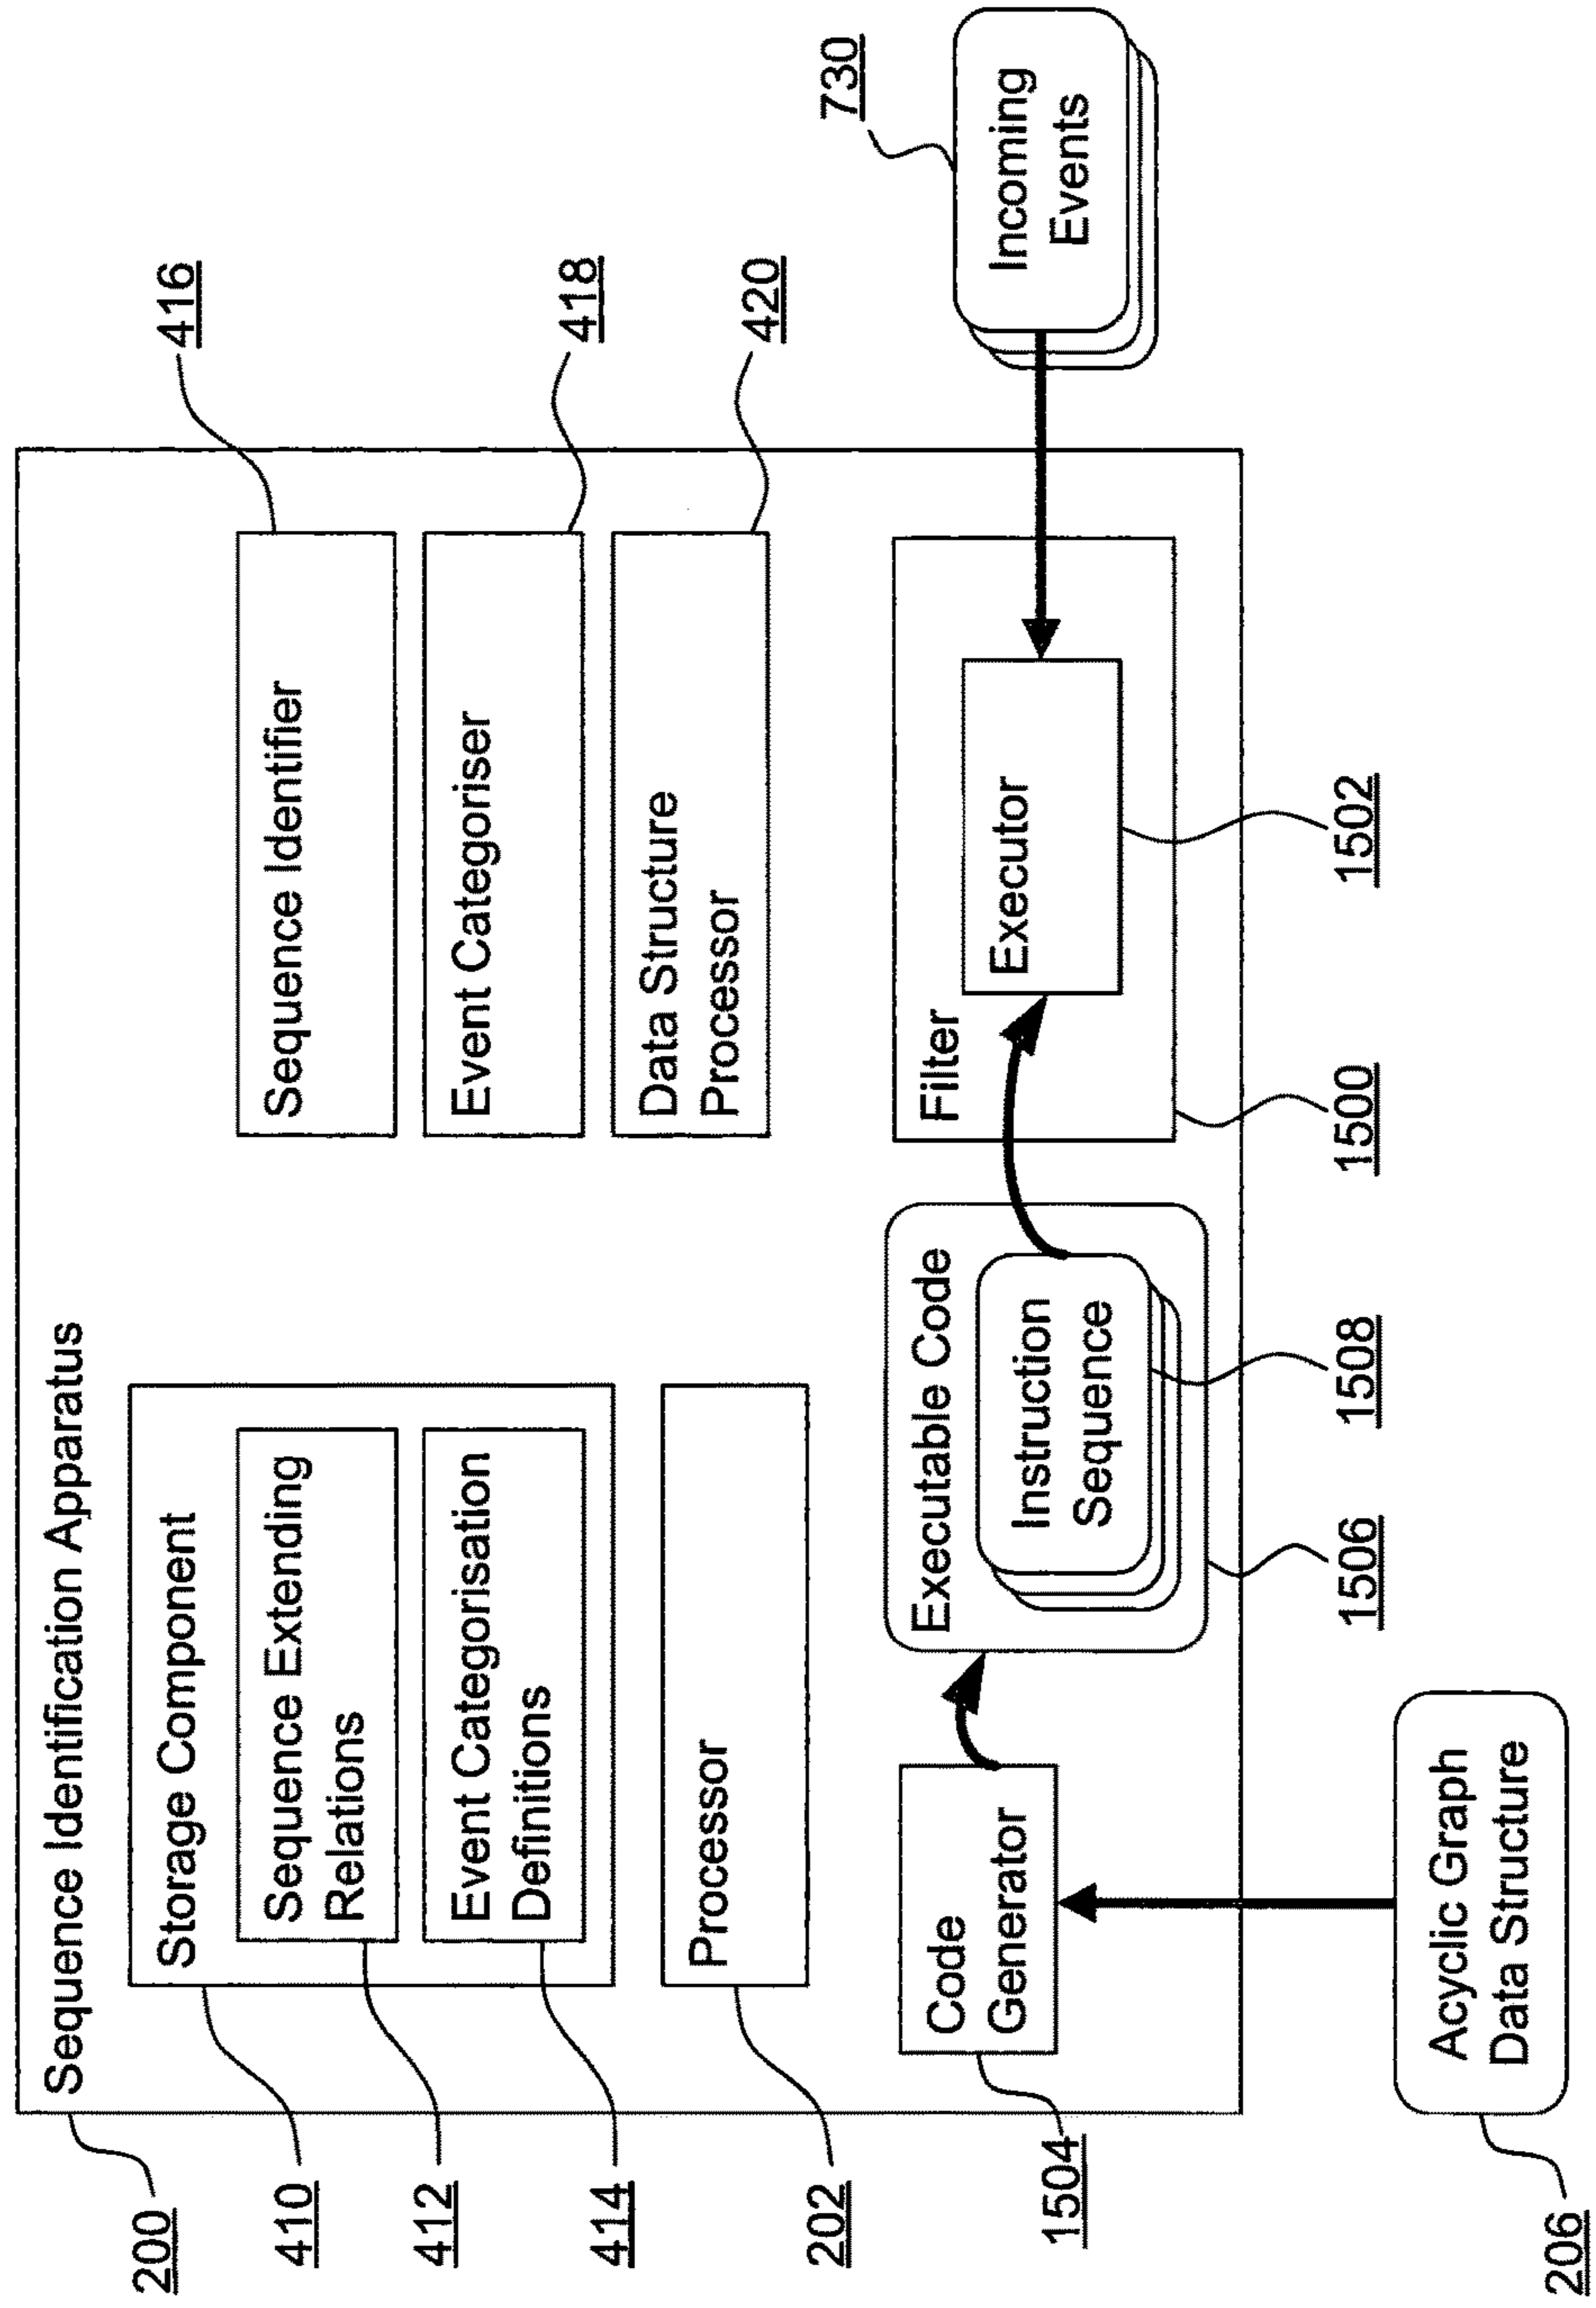 Sequence Identification Apparatus
200
Storage Component
410
Sequence Extending
Relations
412
Event Categorisation
Definitions
414
Processor
202
Sequence Identifier
416
Event Categoriser
418
Data Structure
Processor
420
Code
Generator
1504
Executable Code
Instruction
Sequence
1506
1508
Filter
Executor
1500
1502
Incoming
Events
730
Acyclic Graph
Data Structure
206